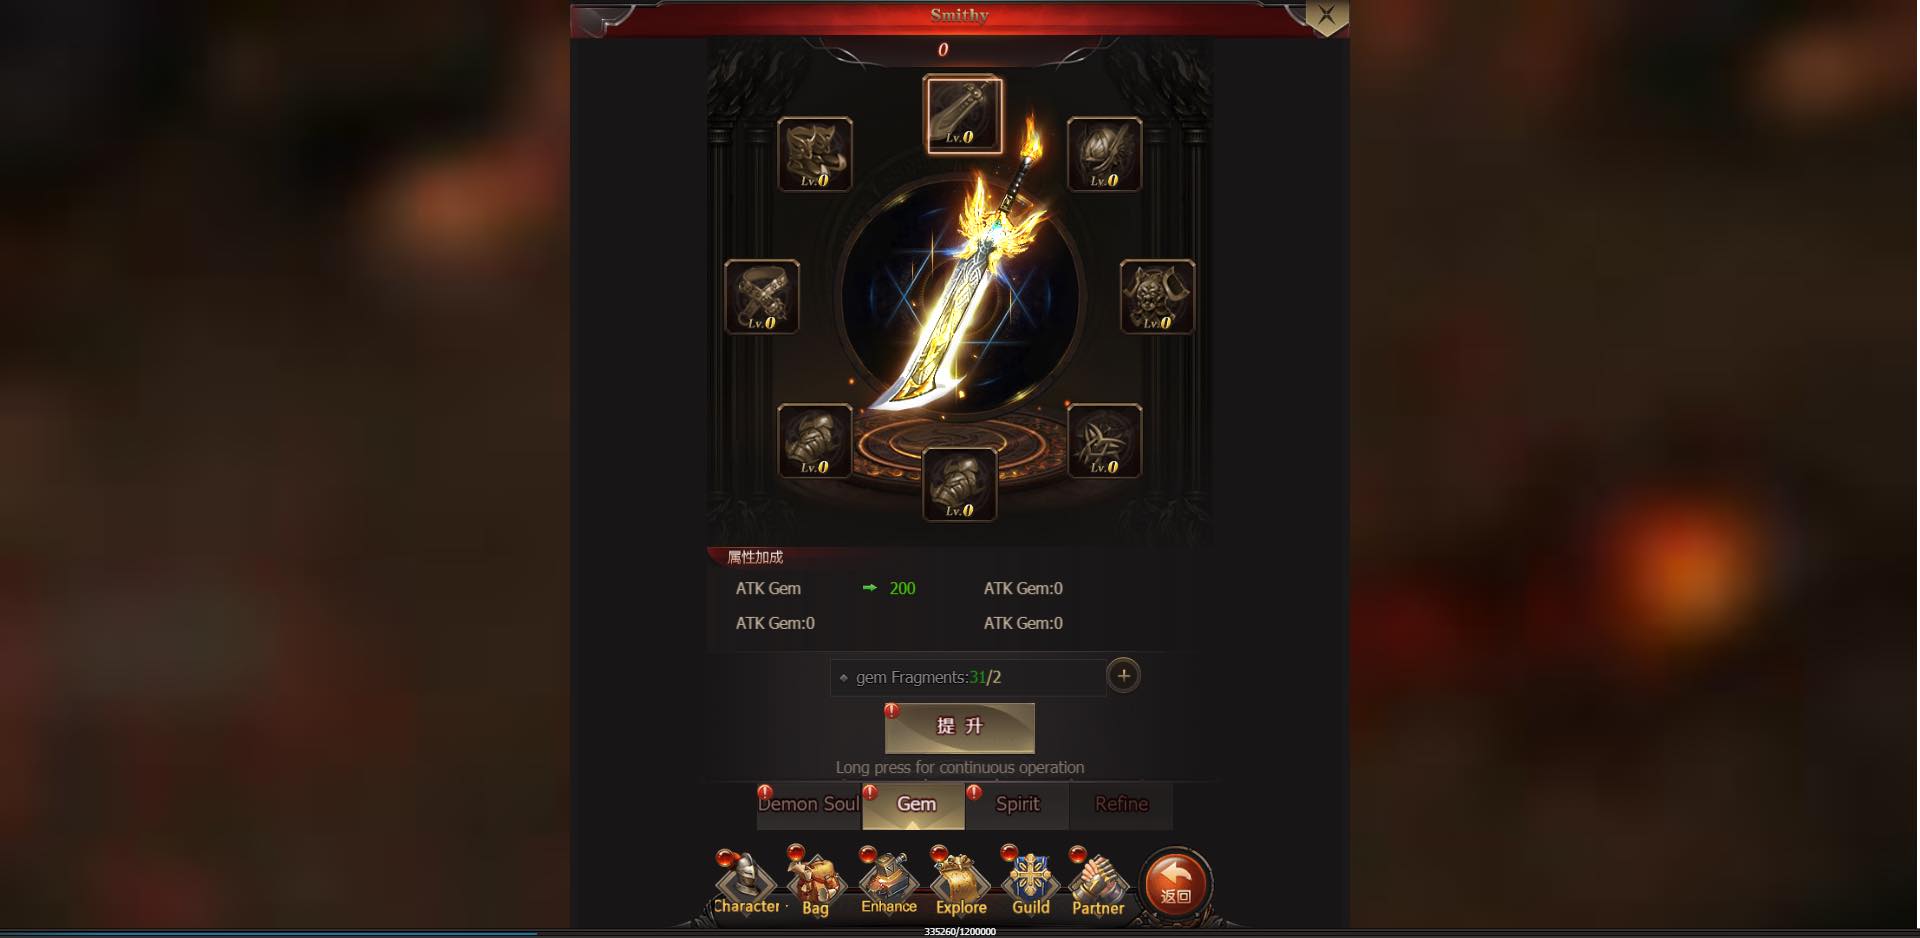 Smithy
0
Lv.0
Lv.0
Lv.0
Lv.0
Lv.0
Lv.0
Lv.0
Lv.0
属性加成
ATK Gem → 200 ATK Gem:0
ATK Gem:0 ATK Gem:0
gem Fragments:31/2
提升
Long press for continuous operation
Demon Soul Gem Spirit Refine
Character Bag Enhance Explore Guild Partner 返回
335260/1200000